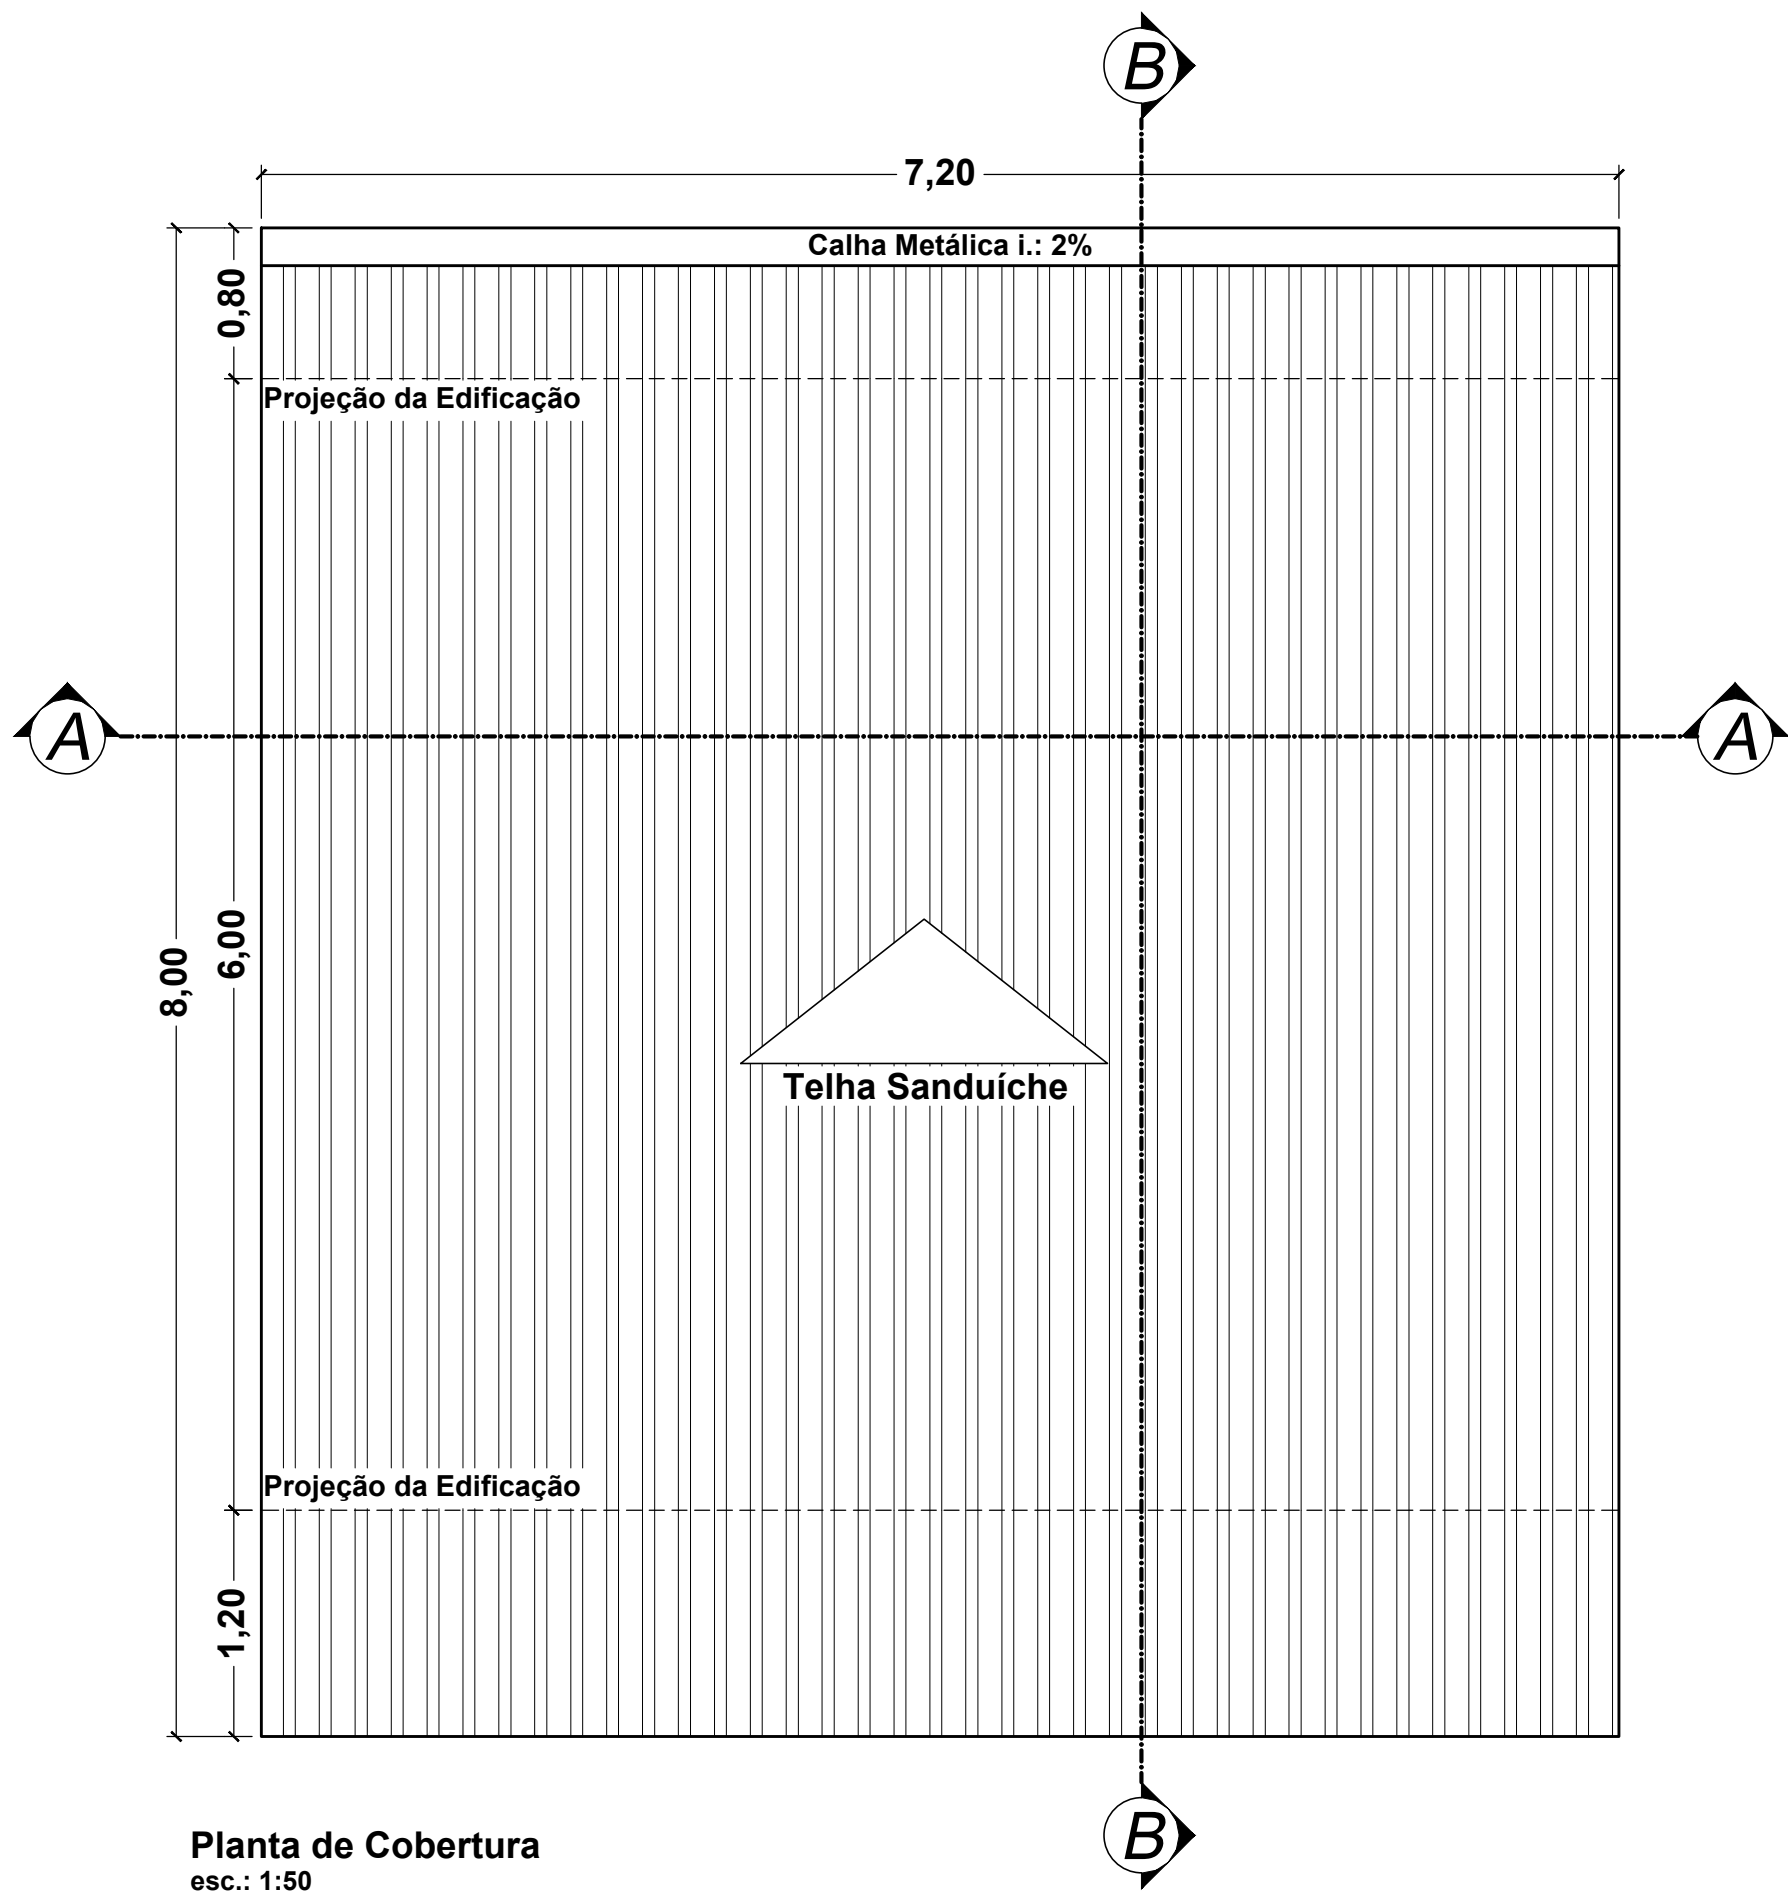 B
7,20
Calha Metálica i.: 2%
0,80
Projeção da Edificação
A
A
6,00
8,00
Telha Sanduíche
Projeção da Edificação
1,20
B
Planta de Cobertura
esc.: 1:50